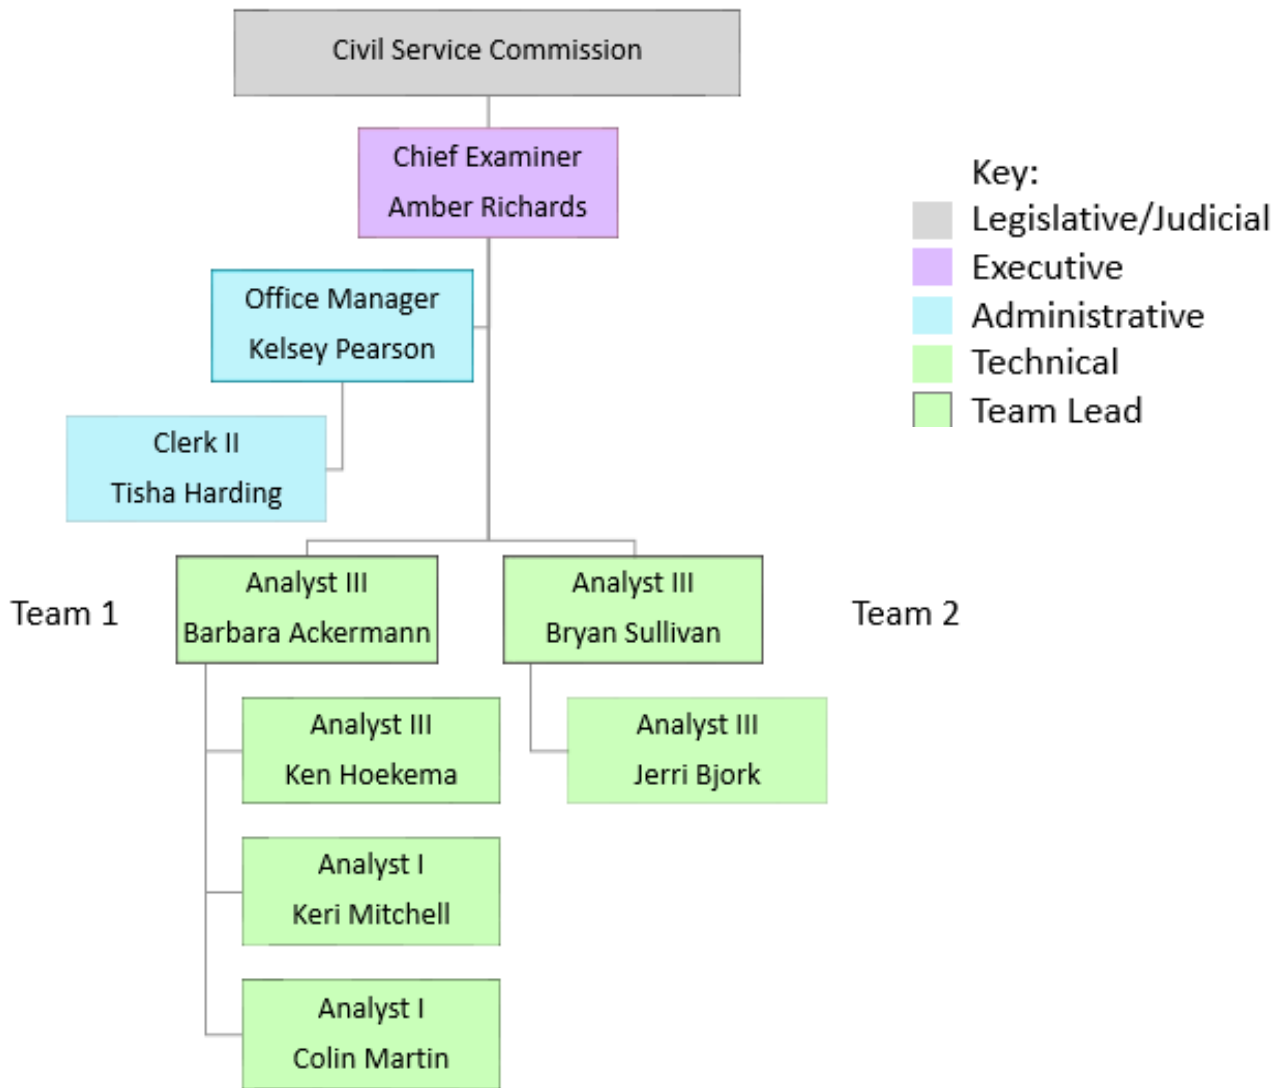 Civil Service Commission
Chief Examiner
Amber Richards
Key:
Legislative/Judicial
Executive
Administrative
Technical
Team Lead
Office Manager
Kelsey Pearson
Clerk II
Tisha Harding
Team 1
Analyst III
Barbara Ackermann
Analyst III
Bryan Sullivan
Team 2
Analyst III
Ken Hoekema
Analyst III
Jerri Bjork
Analyst I
Keri Mitchell
Analyst I
Colin Martin